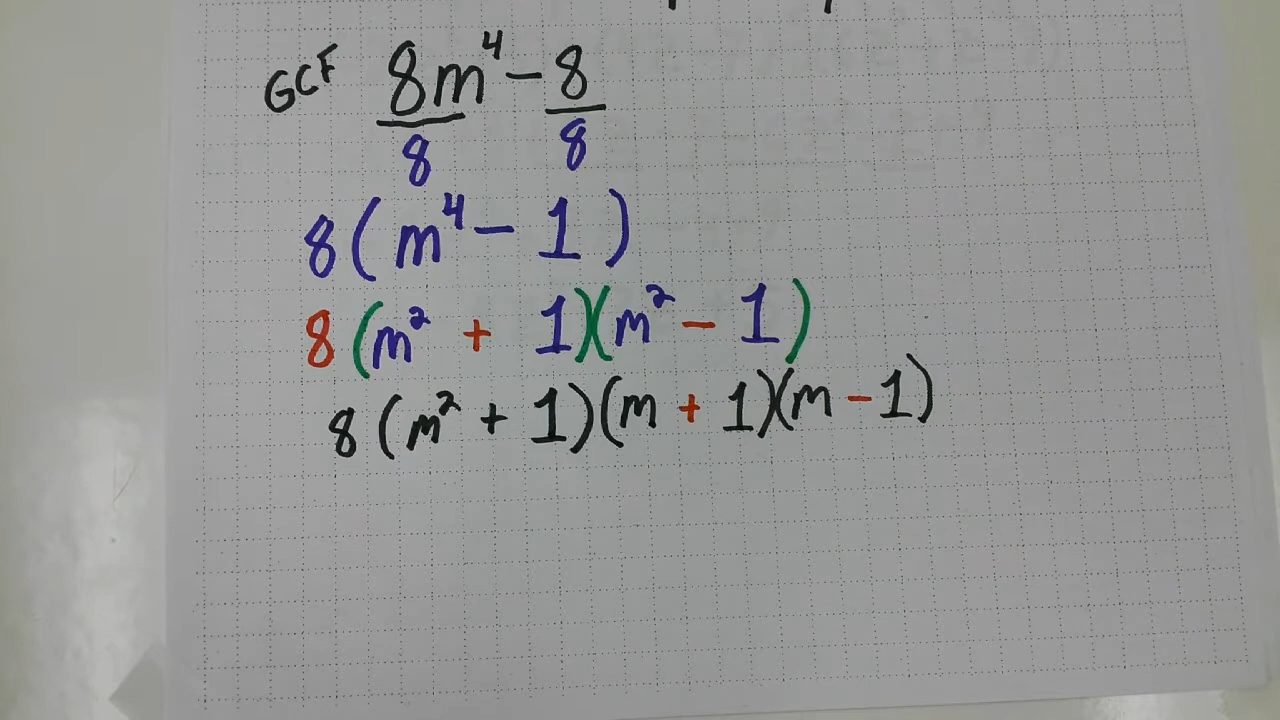 GCF 8m⁴ - 8
8 8
8(m⁴ - 1)
8(m² + 1)(m² - 1)
8(m² + 1)(m + 1)(m - 1)